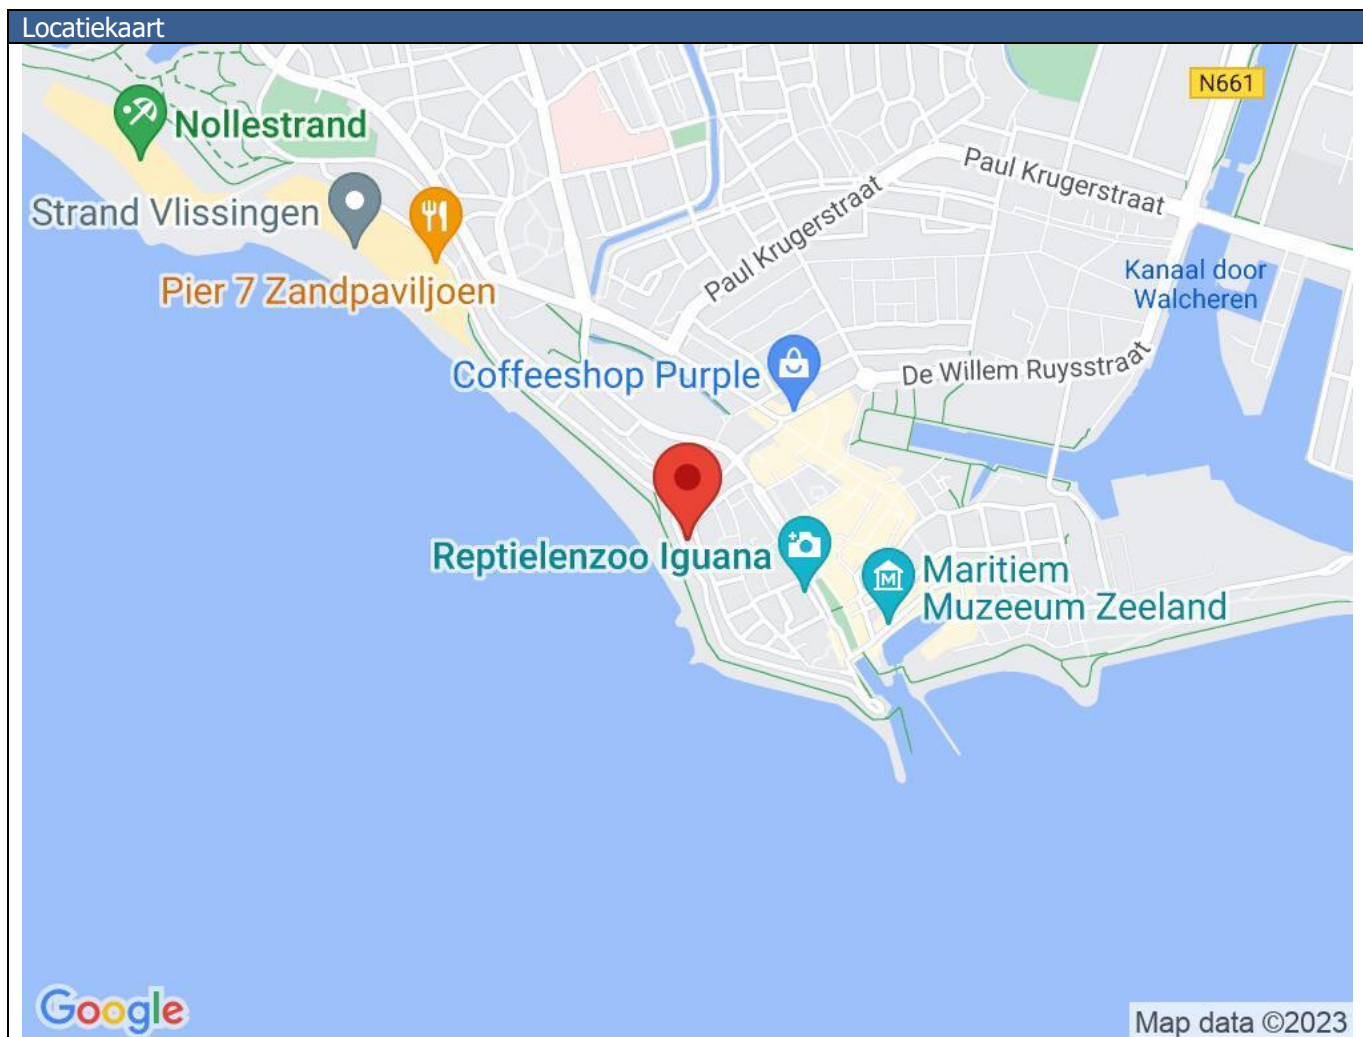 Locatiekaart
N661
Nollestrand
Paul Krugerstraat
Paul Krugerstraat
Strand Vlissingen
Pier 7 Zandpaviljoen
Kanaal door
Walcheren
Coffeeshop Purple
De Willem Ruysstraat
Reptielenzoo Iguana
Maritiem
Muzeeum Zeeland
M
Google
Map data ©2023